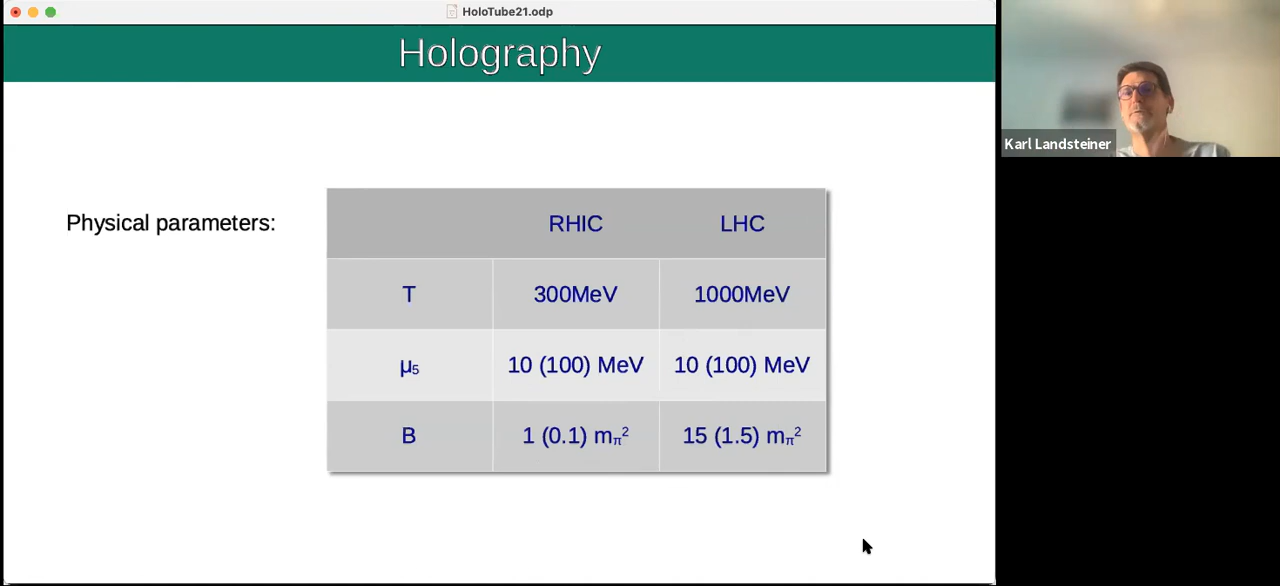 HoloTube21.odp
Holography
Karl Landsteiner
Physical parameters:
RHIC LHC
T 300MeV 1000MeV
μ₅ 10 (100) MeV 10 (100) MeV
B 1 (0.1) mπ² 15 (1.5) mπ²